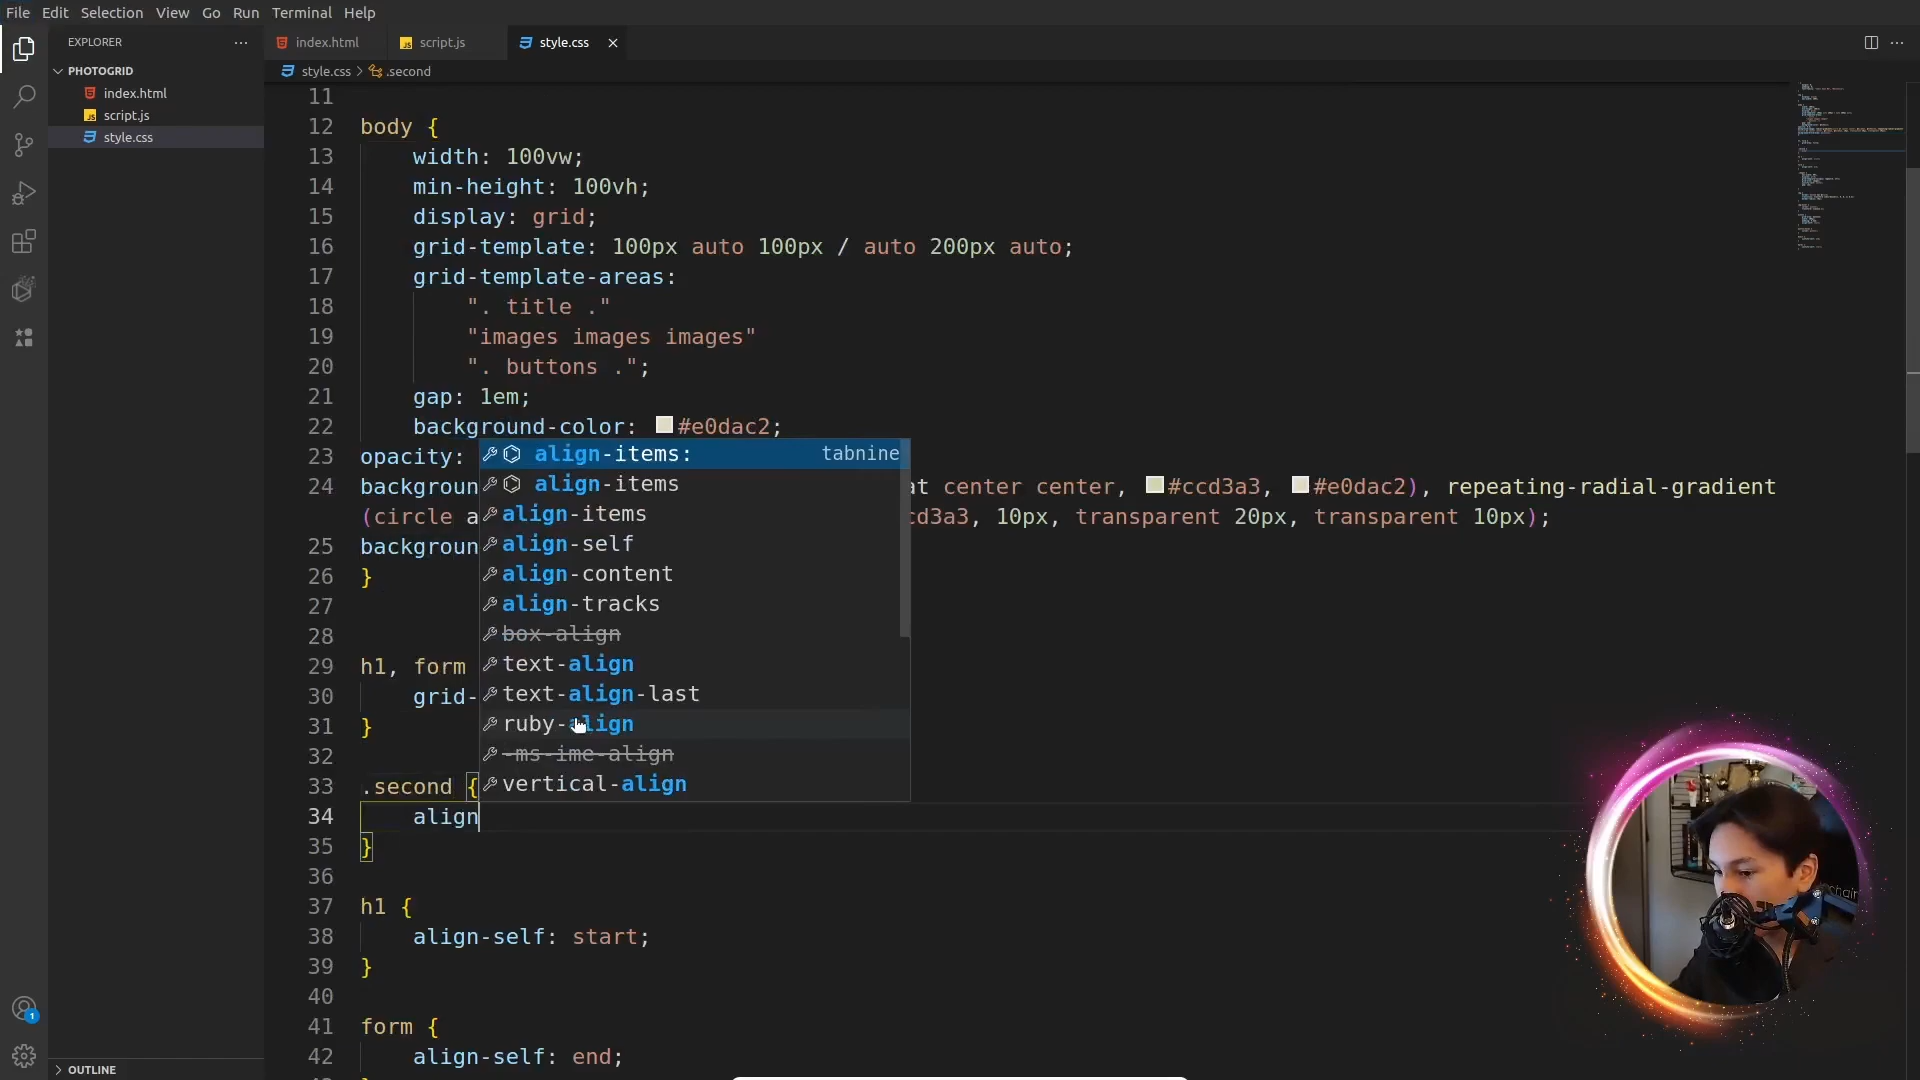 File Edit Selection View Go Run Terminal Help
EXPLORER
PHOTOGRID
index.html
script.js
style.css
OUTLINE
1
index.html script.js style.css
style.css > .second
11
12 body {
13 width: 100vw;
14 min-height: 100vh;
15 display: grid;
16 grid-template: 100px auto 100px / auto 200px auto;
17 grid-template-areas:
18 ". title ."
19 "images images images"
20 ". buttons .";
21 gap: 1em;
22 background-color: #e0dac2;
23 opacity:
24 backgroun at center center, #ccd3a3, #e0dac2), repeating-radial-gradient
(circle a cd3a3, 10px, transparent 20px, transparent 10px);
25 backgroun
26 }
27
28
29 h1, form
30 grid-
31 }
32
33 .second {
34 align
35 }
36
37 h1 {
38 align-self: start;
39 }
40
41 form {
42 align-self: end;
align-items: tabnine
align-items
align-items
align-self
align-content
align-tracks
box-align
text-align
text-align-last
ruby-align
-ms-ime-align
vertical-align